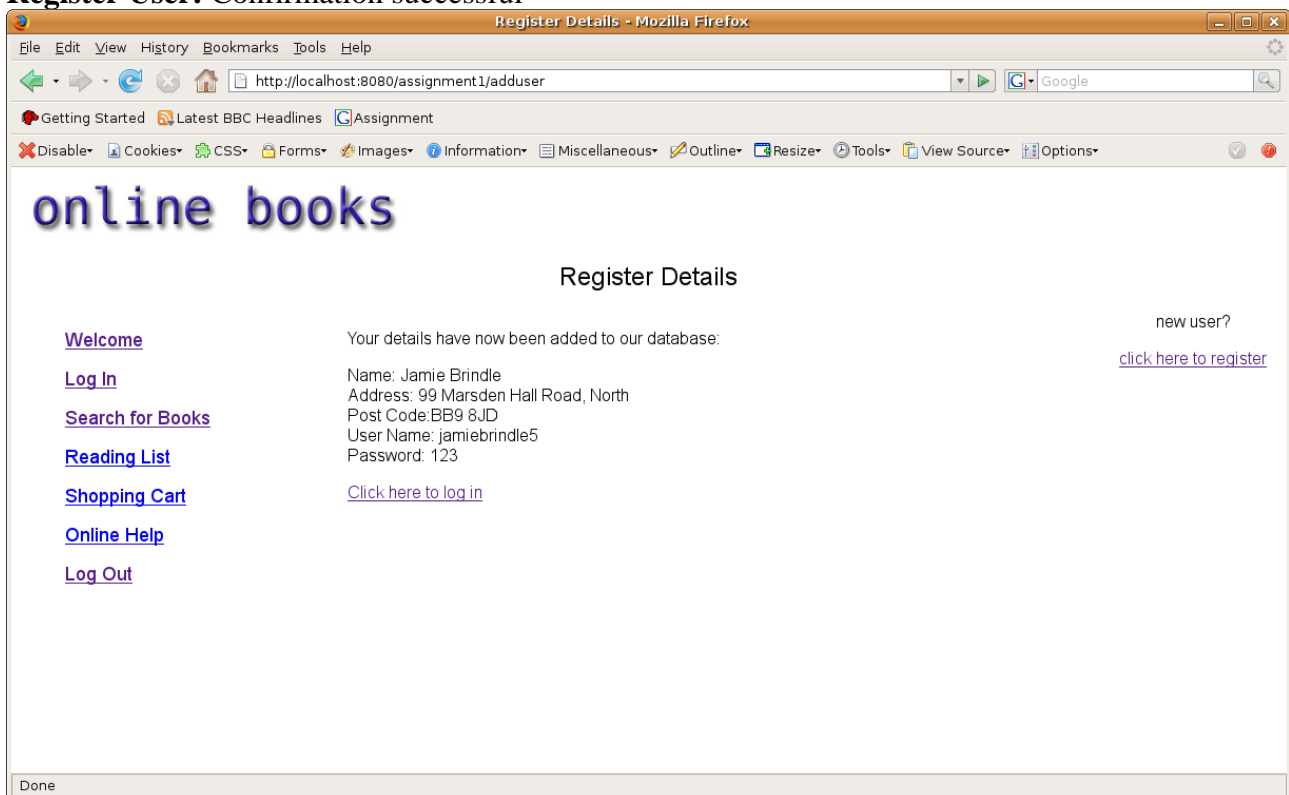 Register User: Confirmation successful
Register Details - Mozilla Firefox
File Edit View History Bookmarks Tools Help
http://localhost:8080/assignment1/adduser
G Google
Getting Started Latest BBC Headlines Assignment
Disable Cookies CSS Forms Images Information Miscellaneous Outline Resize Tools View Source Options
online books
Register Details
Welcome
Log In
Search for Books
Reading List
Shopping Cart
Online Help
Log Out
Your details have now been added to our database:
Name: Jamie Brindle
Address: 99 Marsden Hall Road, North
Post Code:BB9 8JD
User Name: jamiebrindle5
Password: 123
Click here to log in
new user?
click here to register
Done